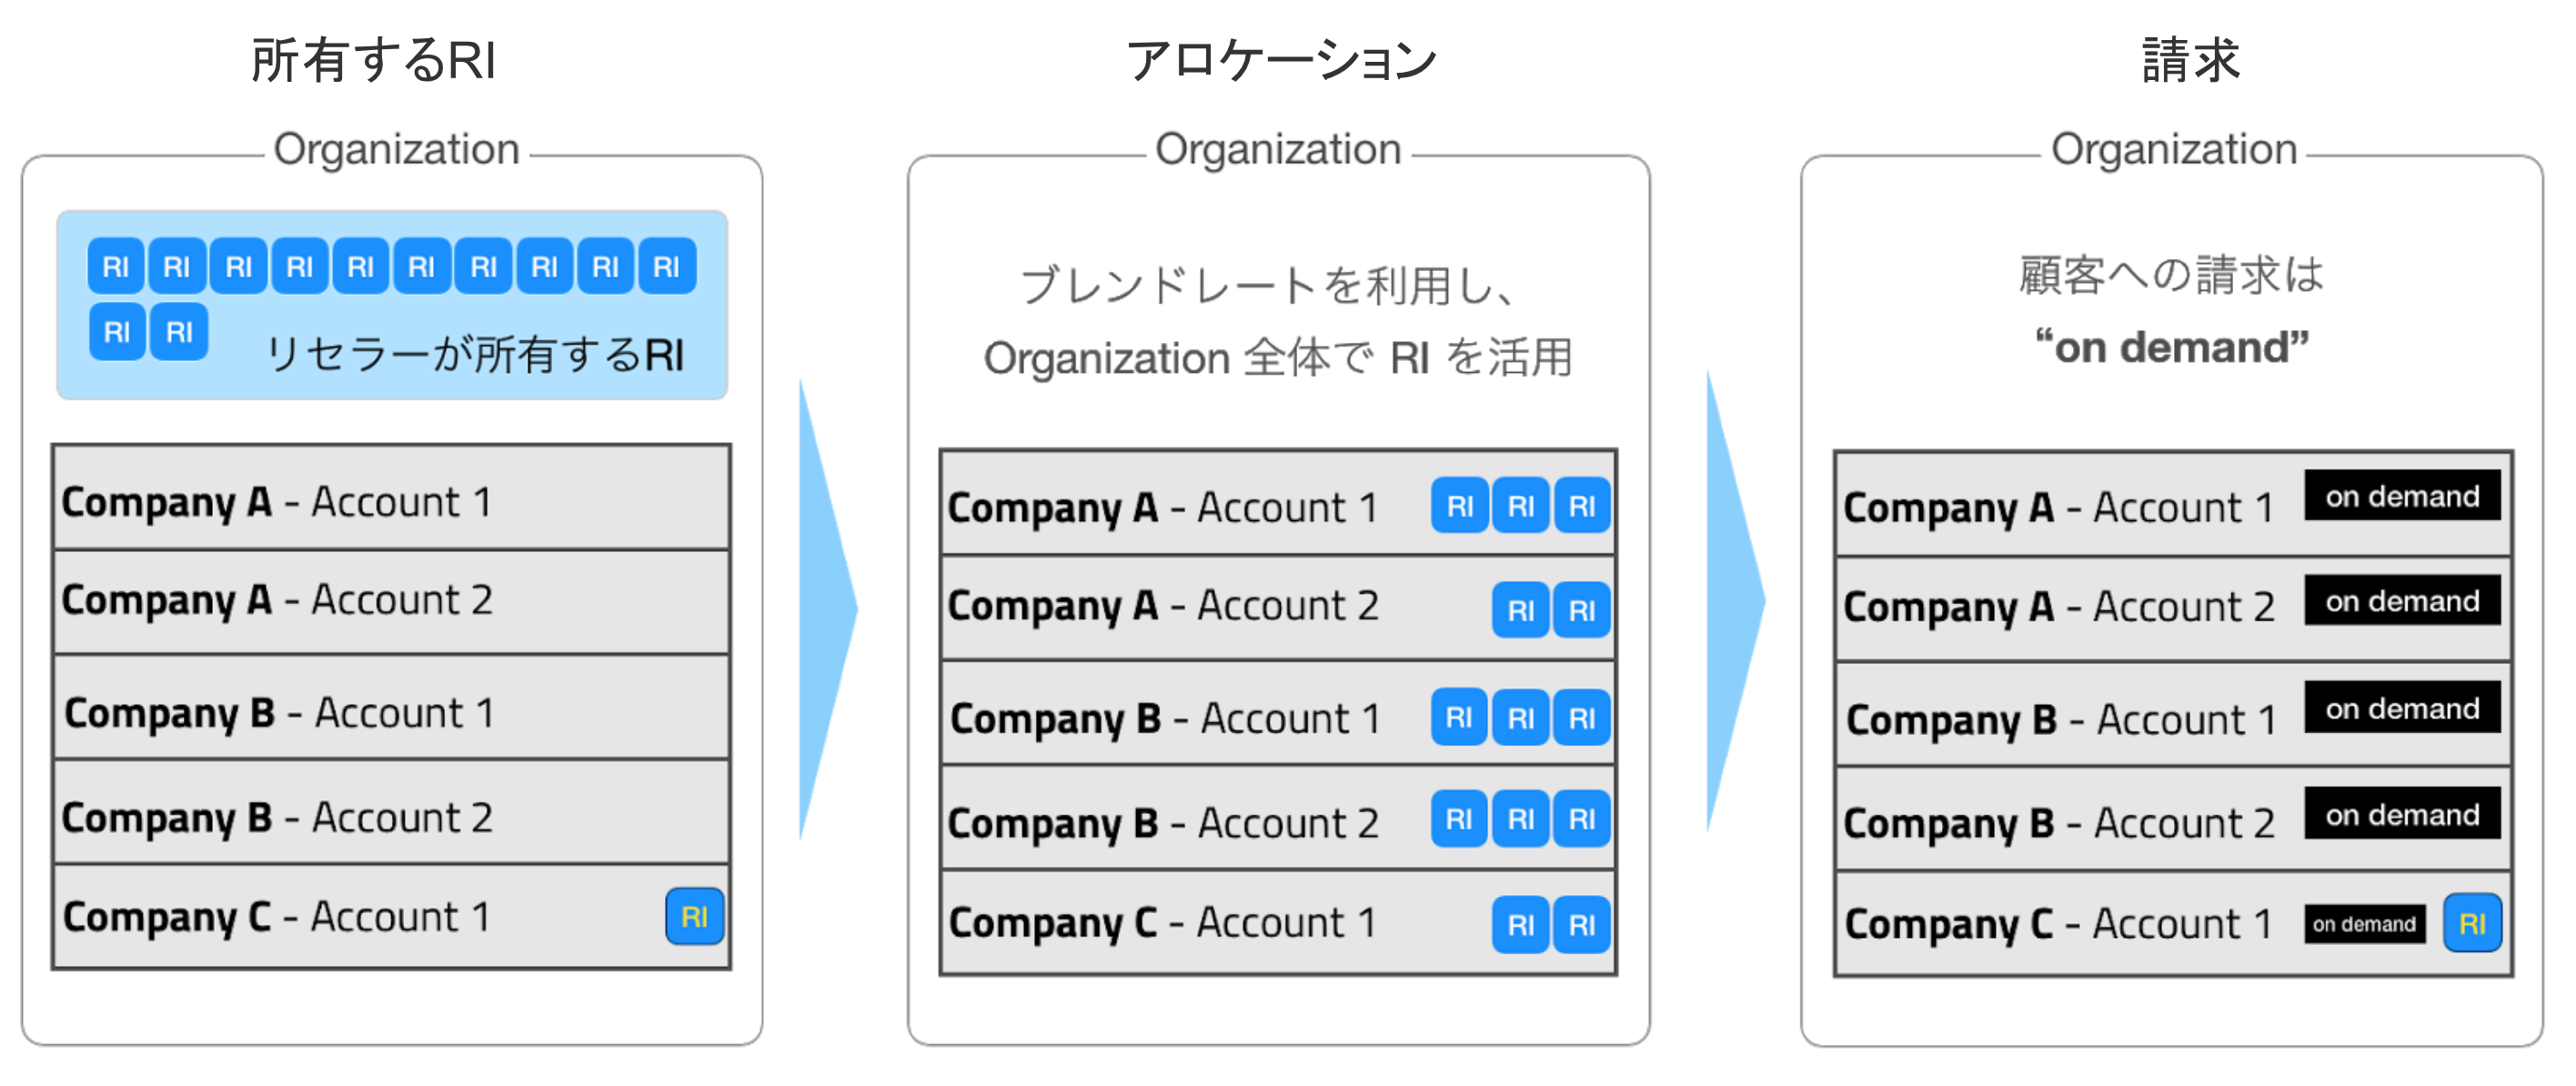 所有するRI
Organization
RI RI RI RI RI RI RI RI RI RI
RI RI
リセラーが所有するRI
Company A - Account 1
Company A - Account 2
Company B - Account 1
Company B - Account 2
Company C - Account 1 RI
アロケーション
Organization
ブレンドレートを利用し、
Organization 全体で RI を活用
Company A - Account 1 RI RI RI
Company A - Account 2 RI RI
Company B - Account 1 RI RI RI
Company B - Account 2 RI RI RI
Company C - Account 1 RI RI
請求
Organization
顧客への請求は
“on demand”
Company A - Account 1 on demand
Company A - Account 2 on demand
Company B - Account 1 on demand
Company B - Account 2 on demand
Company C - Account 1 on demand RI